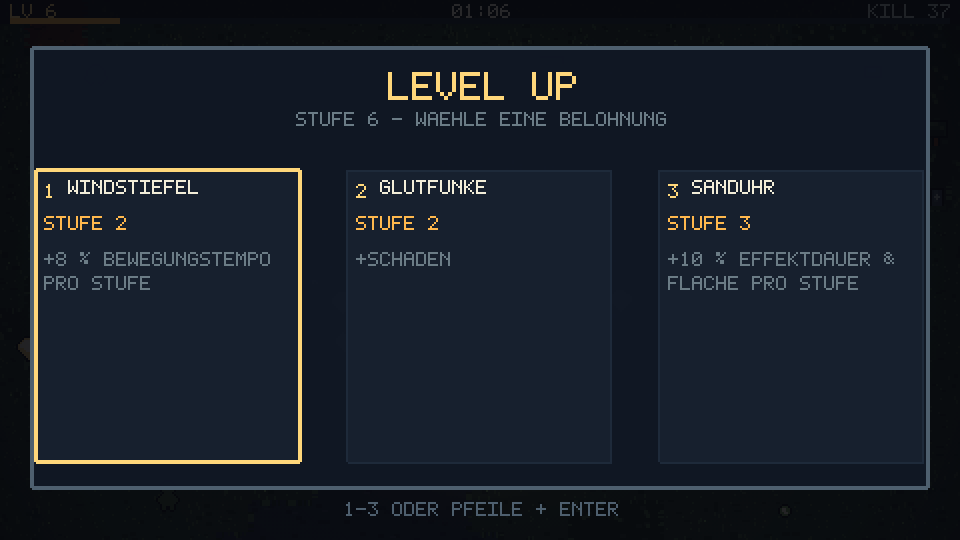 LV 6
01:06
KILL 37
LEVEL UP
STUFE 6 - WAEHLE EINE BELOHNUNG
1 WINDSTIEFEL
STUFE 2
+8 % BEWEGUNGSTEMPO
PRO STUFE
2 GLUTFUNKE
STUFE 2
+SCHADEN
3 SANDUHR
STUFE 3
+10 % EFFEKTDAUER &
FLACHE PRO STUFE
1-3 ODER PFEILE + ENTER